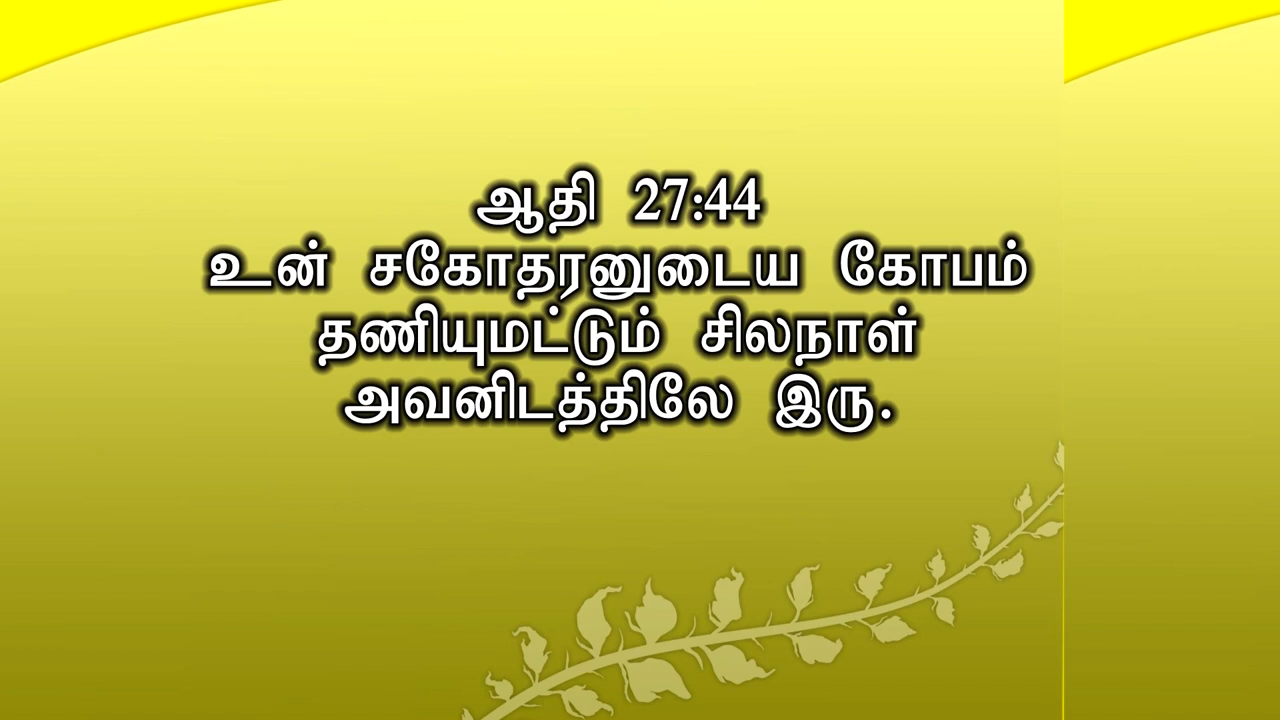 ஆதி 27:44
உன் சகோதரனுடைய கோபம்
தணியுமட்டும் சிலநாள்
அவனிடத்திலே இரு.